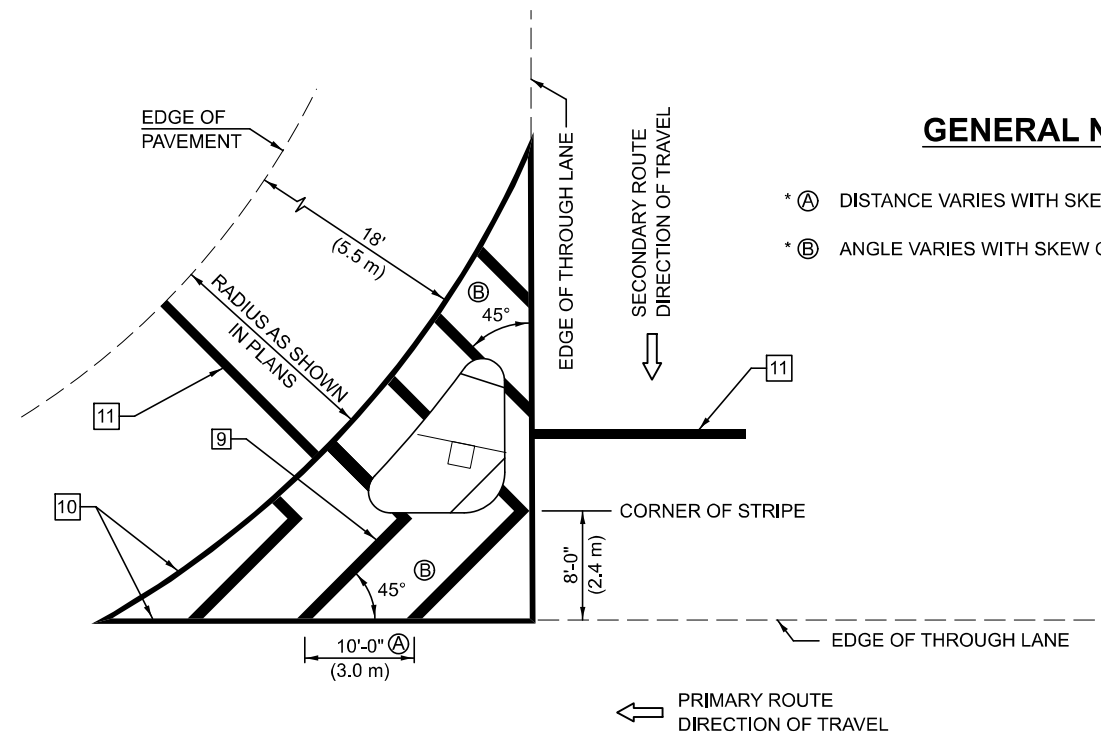 EDGE OF
PAVEMENT
18'
(5.5 m)
RADIUS AS SHOWN
IN PLANS
EDGE OF THROUGH LANE
SECONDARY ROUTE
DIRECTION OF TRAVEL
GENERAL N
* Ⓐ DISTANCE VARIES WITH SKE
* Ⓑ ANGLE VARIES WITH SKEW
Ⓑ
45°
11
11
9
10
CORNER OF STRIPE
8'-0"
(2.4 m)
45°
Ⓑ
10'-0" Ⓐ
(3.0 m)
EDGE OF THROUGH LANE
PRIMARY ROUTE
DIRECTION OF TRAVEL